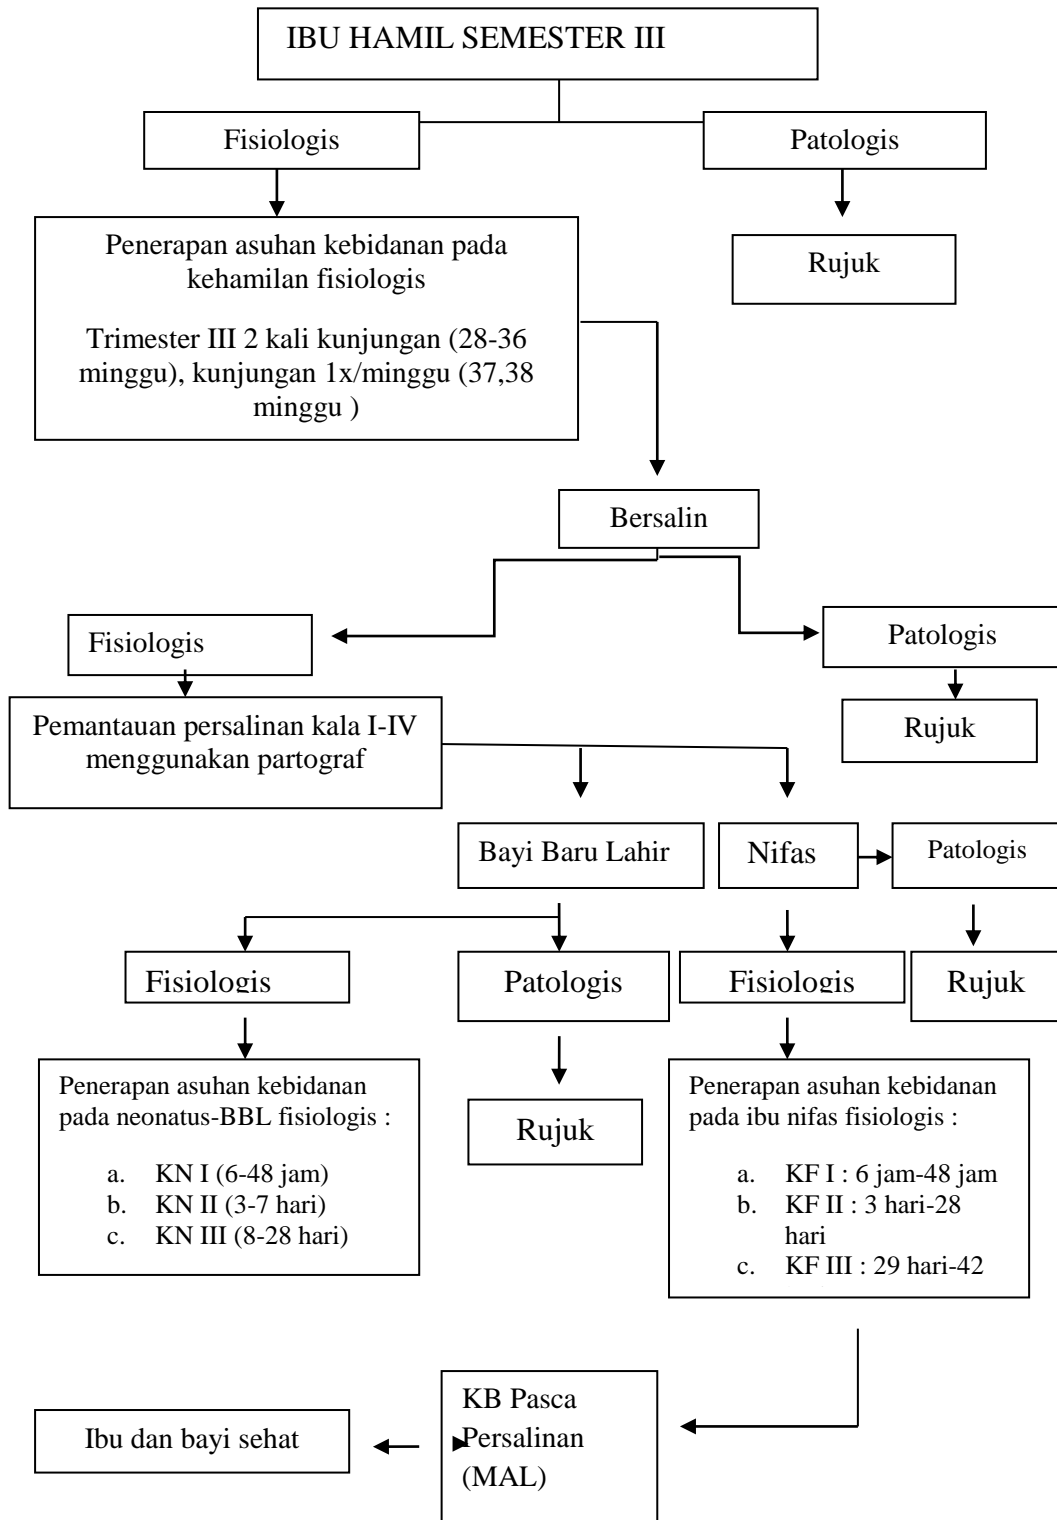 IBU HAMIL SEMESTER III
Fisiologis
Patologis
Penerapan asuhan kebidanan pada
kehamilan fisiologis
Trimester III 2 kali kunjungan (28-36
minggu), kunjungan 1x/minggu (37,38
minggu )
Rujuk
Bersalin
Fisiologis
Patologis
Pemantauan persalinan kala I-IV
menggunakan partograf
Rujuk
Bayi Baru Lahir
Nifas
Patologis
Fisiologis
Patologis
Fisiologis
Rujuk
Penerapan asuhan kebidanan
pada neonatus-BBL fisiologis :
a. KN I (6-48 jam)
b. KN II (3-7 hari)
c. KN III (8-28 hari)
Rujuk
Penerapan asuhan kebidanan
pada ibu nifas fisiologis :
a. KF I : 6 jam-48 jam
b. KF II : 3 hari-28
hari
c. KF III : 29 hari-42
Ibu dan bayi sehat
KB Pasca
Persalinan
(MAL)